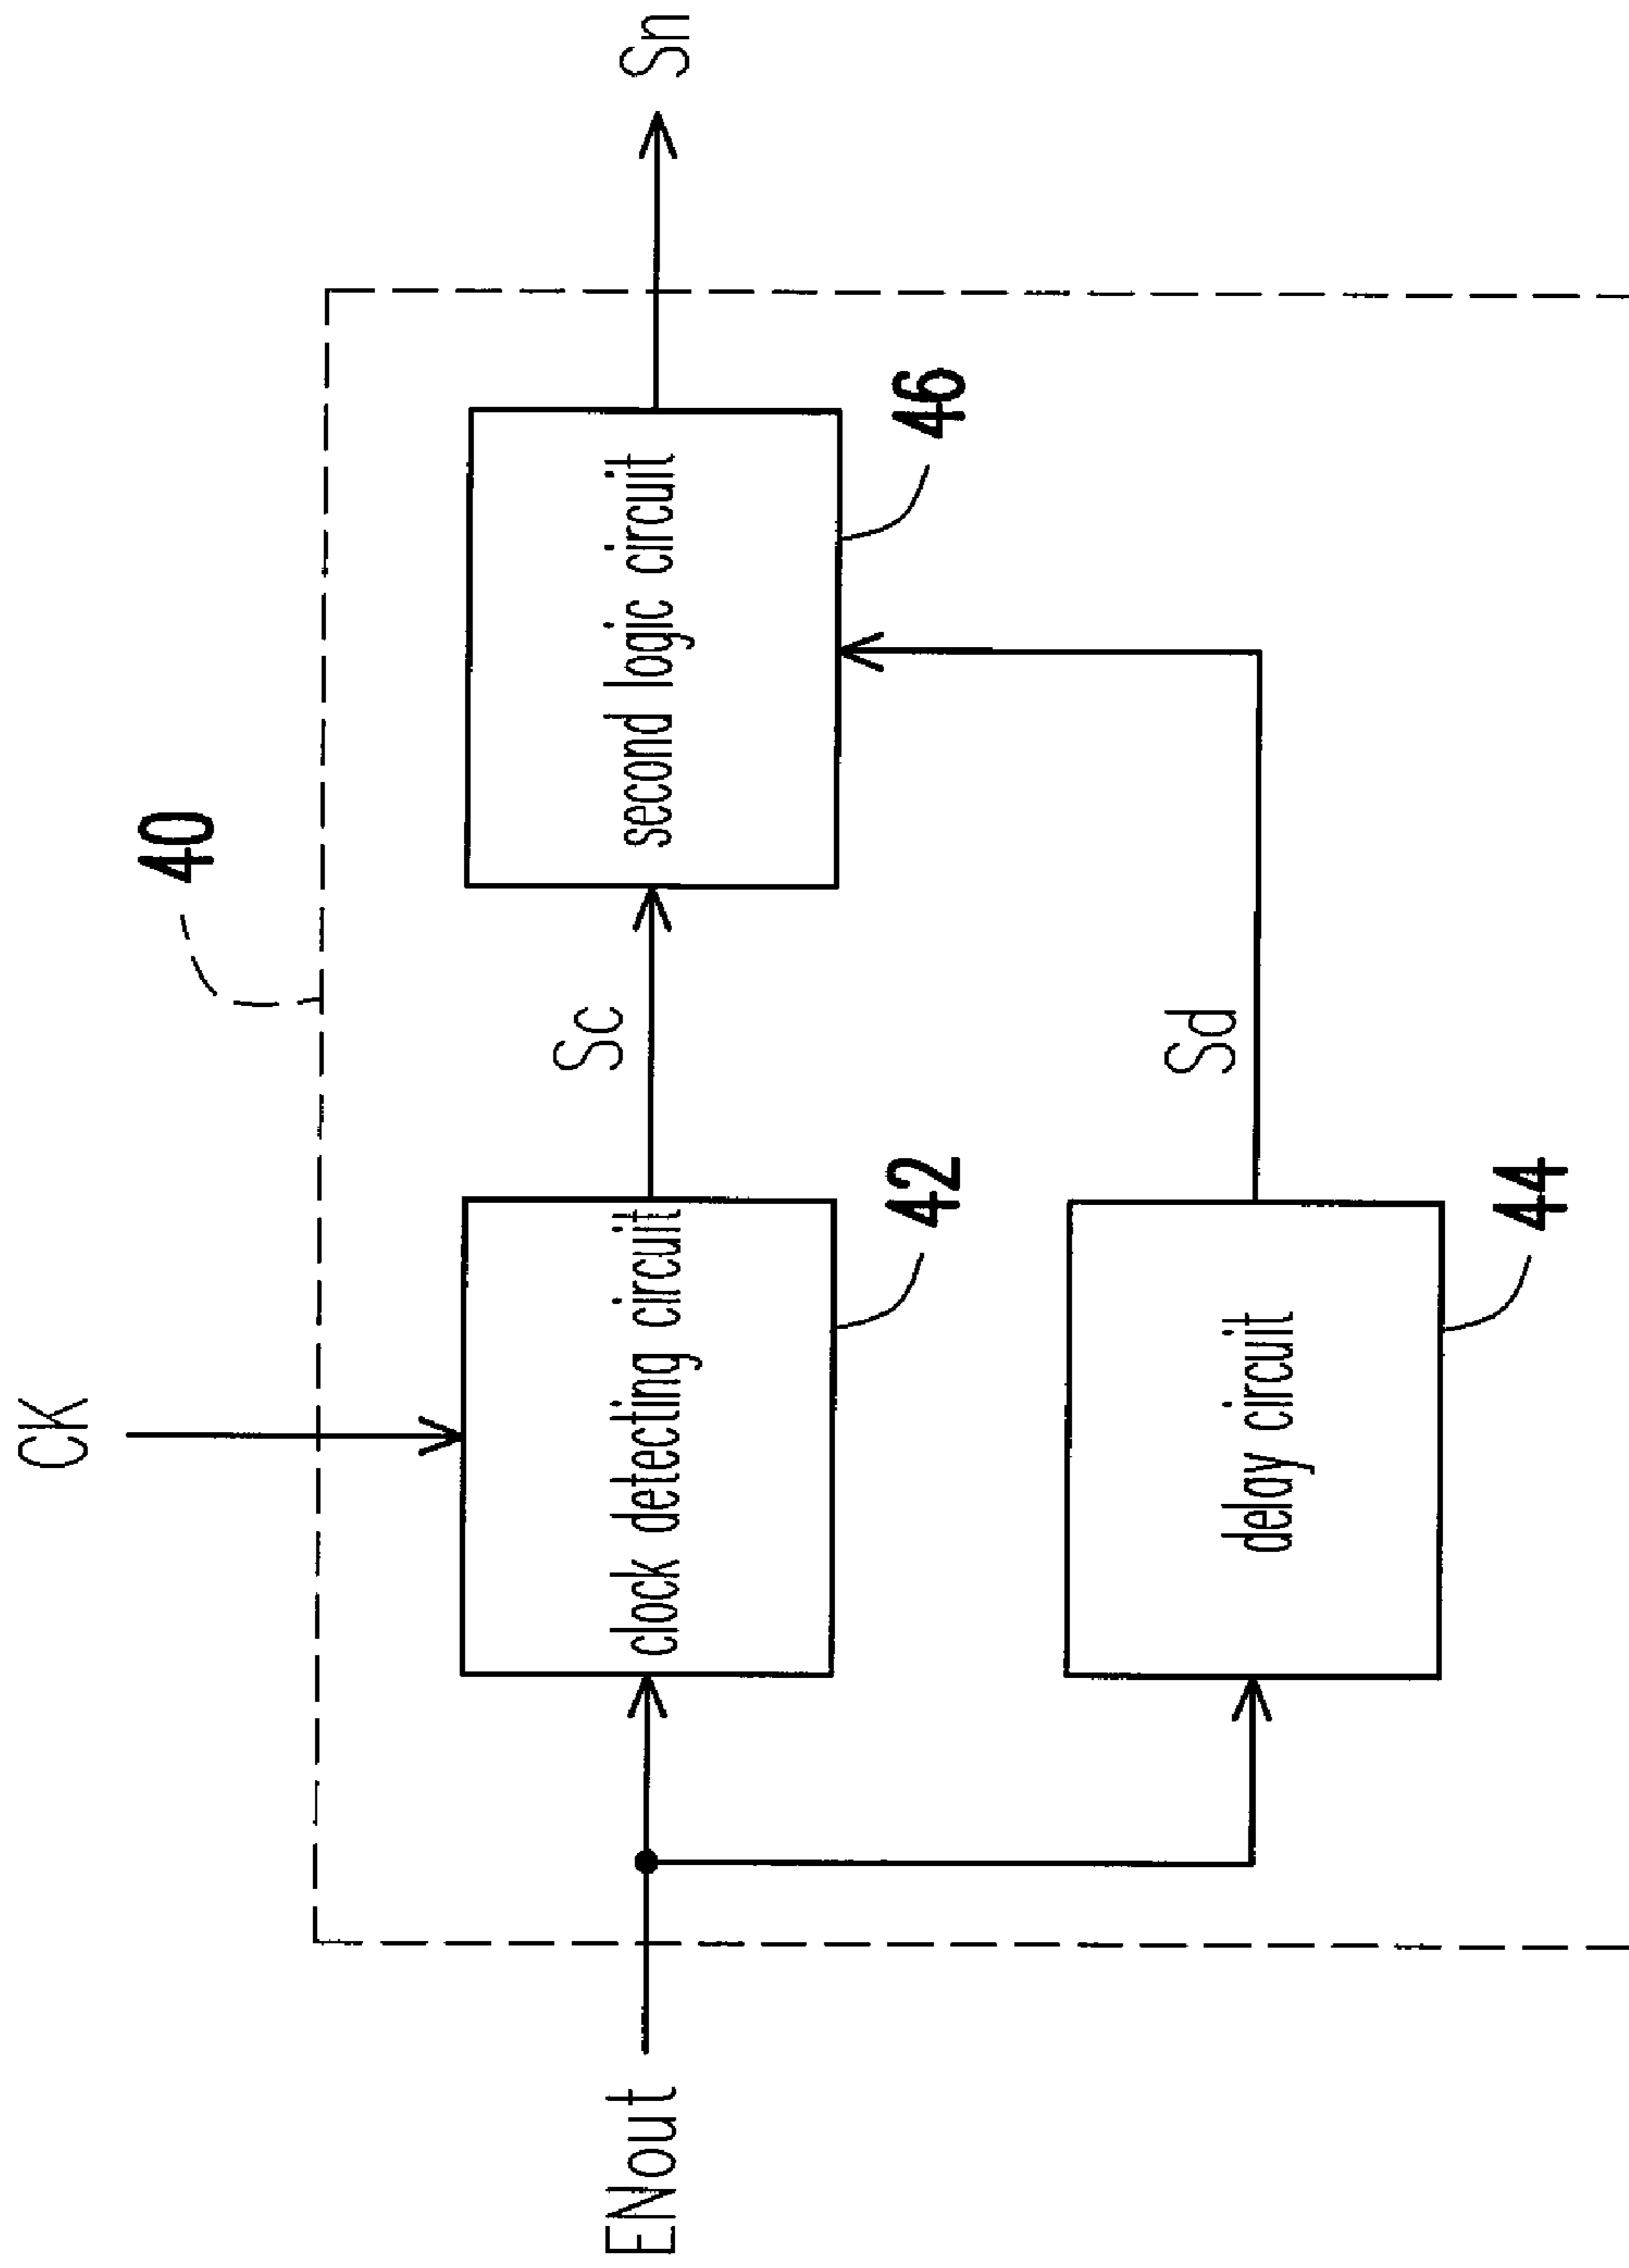 CK
40
ENout
clock detecting circuit
42
Sc
second logic circuit
46
Sn
delay circuit
44
Sd